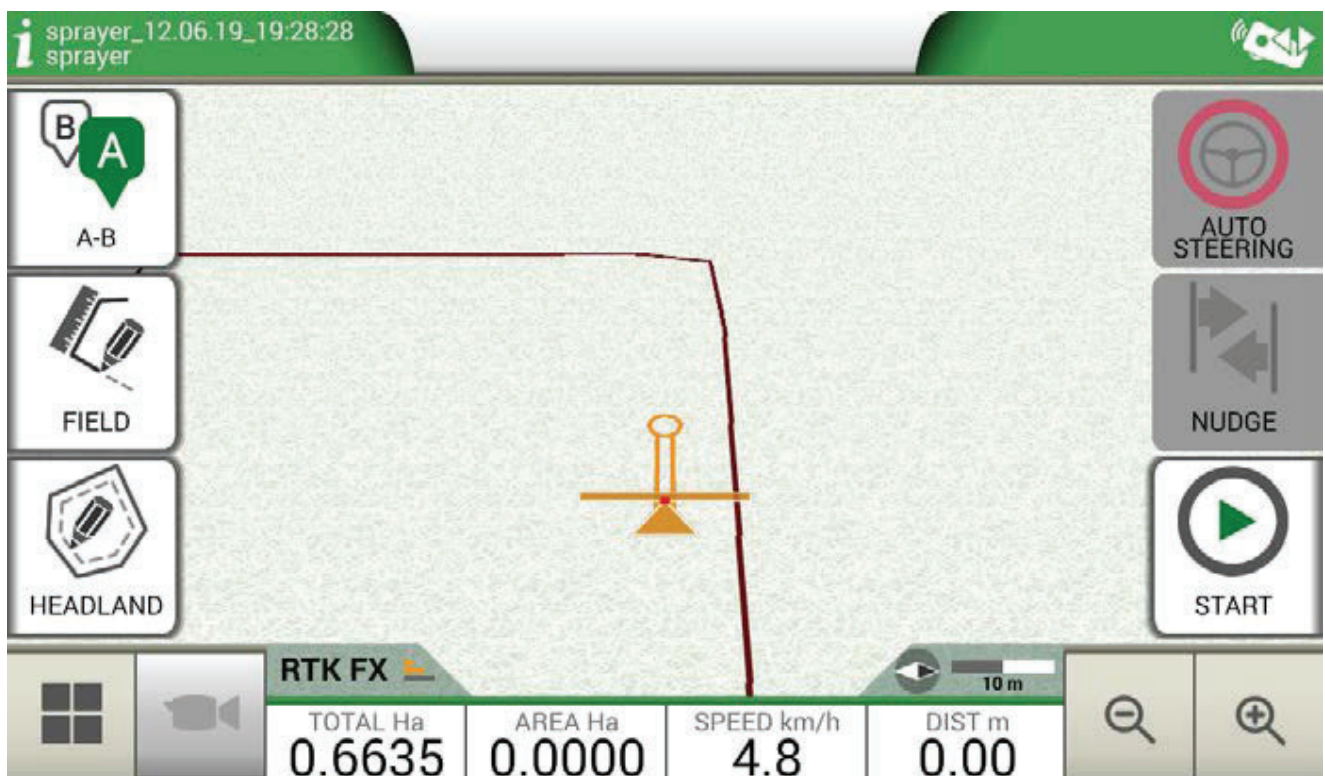 i
sprayer_12.06.19_19:28:28
sprayer
B
A
A-B
FIELD
HEADLAND
AUTO
STEERING
NUDGE
START
RTK FX
10 m
TOTAL Ha
0.6635
AREA Ha
0.0000
SPEED km/h
4.8
DIST m
0.00